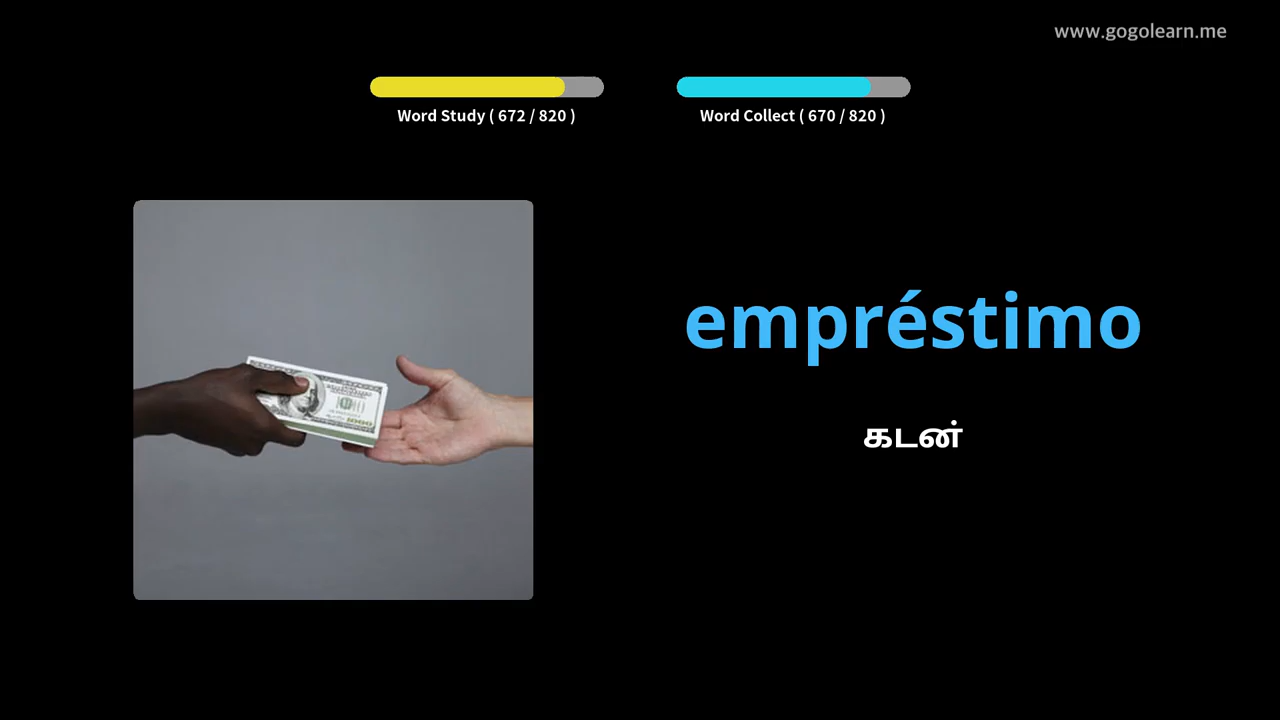 www.gogolearn.me
Word Study ( 672 / 820 )
Word Collect ( 670 / 820 )
empréstimo
கடன்